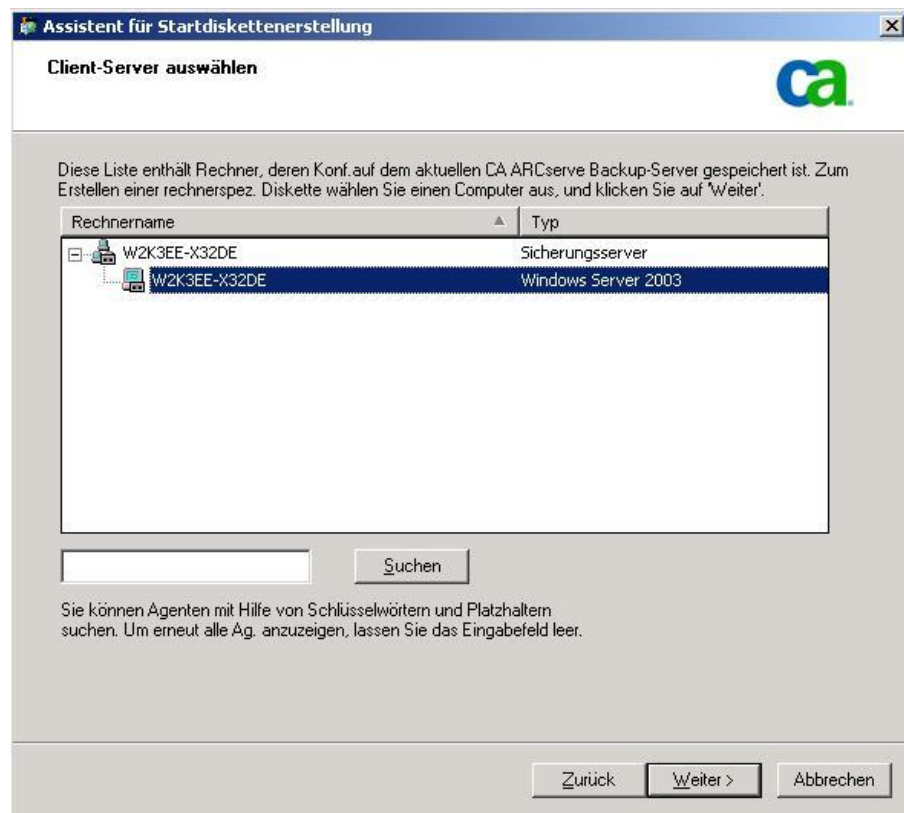 Assistent für Startdiskettenerstellung
Client-Server auswählen
ca
Diese Liste enthält Rechner, deren Konf.auf dem aktuellen CA ARCserve Backup-Server gespeichert ist. Zum
Erstellen einer rechnerspez. Diskette wählen Sie einen Computer aus, und klicken Sie auf 'Weiter'.
Rechnername Typ
W2K3EE-X32DE Sicherungsserver
W2K3EE-X32DE Windows Server 2003
Suchen
Sie können Agenten mit Hilfe von Schlüsselwörtern und Platzhaltern
suchen. Um erneut alle Ag. anzuzeigen, lassen Sie das Eingabefeld leer.
Zurück Weiter > Abbrechen